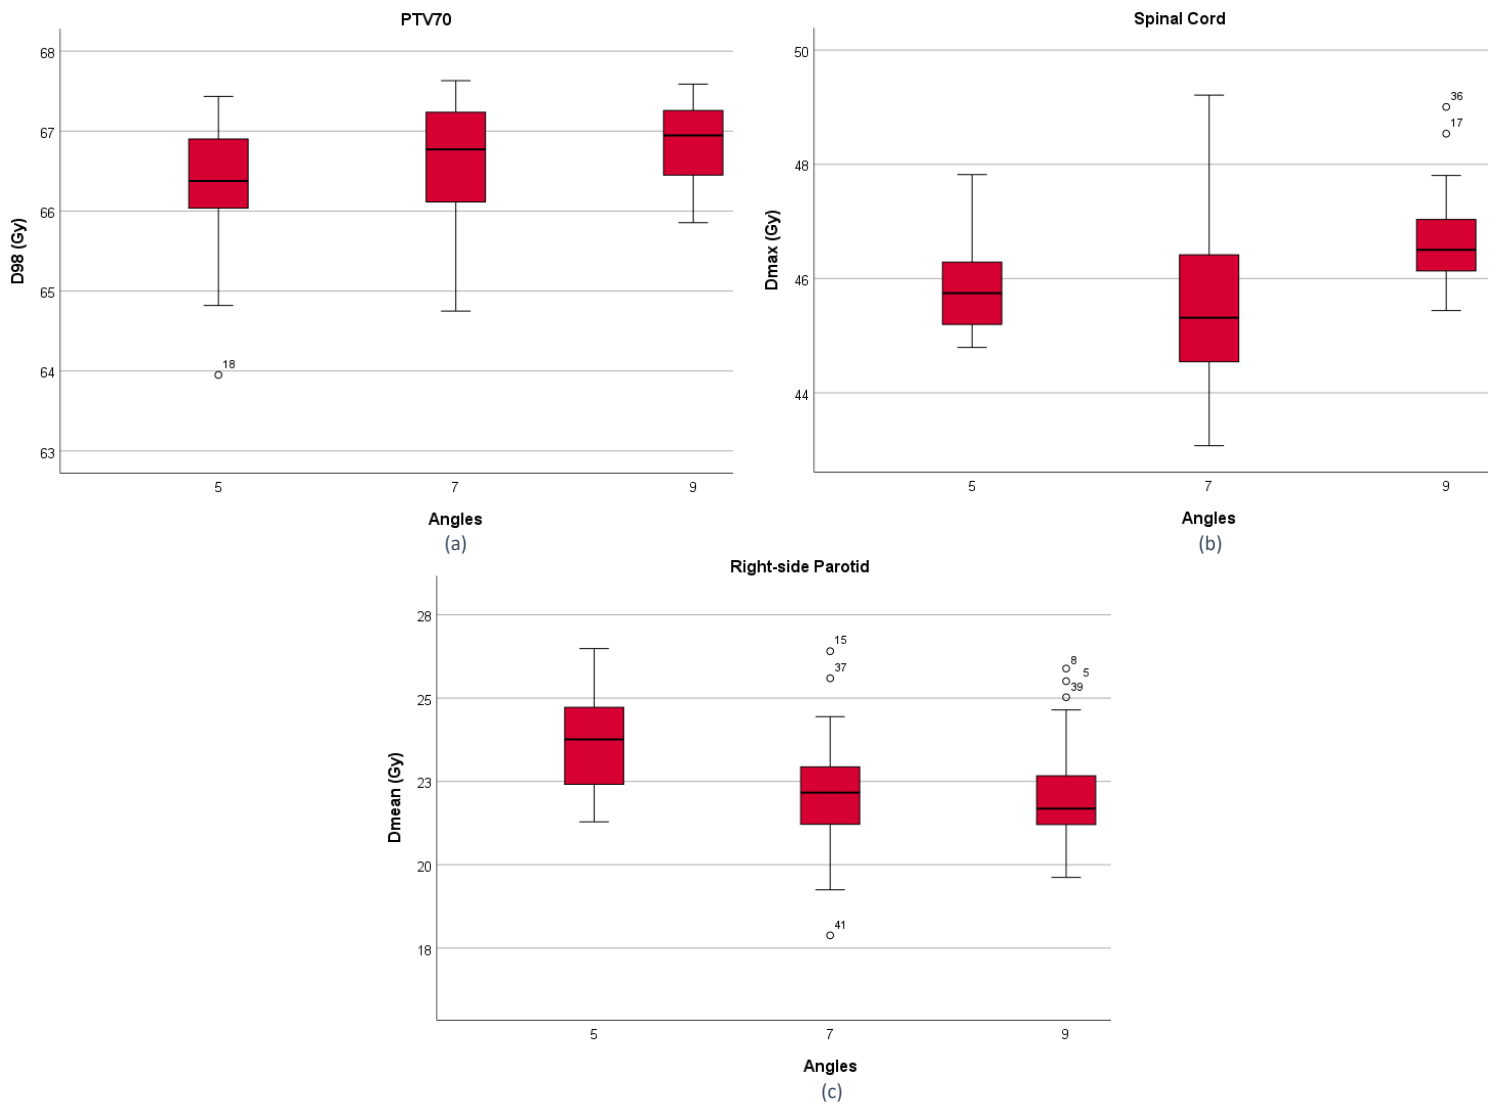 PTV70
D98 (Gy)
68
67
66
65
64
63
18
5 7 9
Angles
(a)
Spinal Cord
Dmax (Gy)
50
48
46
44
36
17
5 7 9
Angles
(b)
Right-side Parotid
Dmean (Gy)
28
25
23
20
18
15
37
41
8
5
39
5 7 9
Angles
(c)